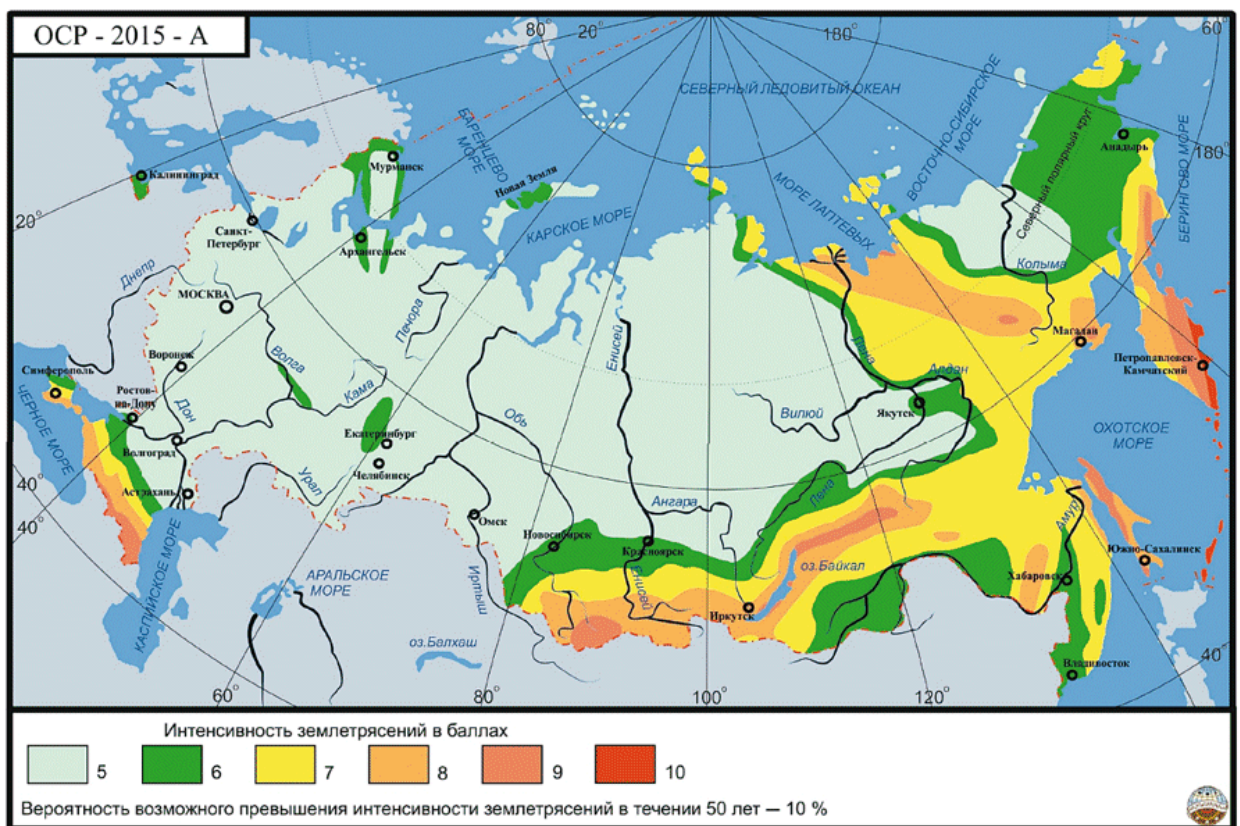 ОСР - 2015 - А
80°
20°
180°
60°
СЕВЕРНЫЙ ЛЕДОВИТЫЙ ОКЕАН
БАРЕНЦЕВО
МОРЕ
ВОСТОЧНО-СИБИРСКОЕ
МОРЕ
Северный полярный круг
Анадырь
180°
БЕРИНГОВО МОРЕ
Мурманск
Калининград
Новая Земля
МОРЕ ЛАПТЕВЫХ
КАРСКОЕ МОРЕ
20°
Санкт-
Петербург
Архангельск
Днепр
МОСКВА
Печора
Колыма
Магадан
Петропавловск-
Камчатский
Воронеж
Волга
Енисей
Лена
Алдан
Симферополь
Ростов-
на-Дону
Дон
Кама
Обь
Вилюй
Якутск
ЧЕРНОЕ МОРЕ
Екатеринбург
ОХОТСКОЕ
МОРЕ
Волгоград
Челябинск
40°
Астрахань
Урал
Ангара
Лена
Амур
40°
Омск
Новосибирск
Красноярск
Южно-Сахалинск
КАСПИЙСКОЕ МОРЕ
АРАЛЬСКОЕ
МОРЕ
Иртыш
Енисей
оз.Байкал
Хабаровск
Иркутск
оз.Балхаш
Владивосток
40°
60°
80°
100°
120°
Интенсивность землетрясений в баллах
5 6 7 8 9 10
Вероятность возможного превышения интенсивности землетрясений в течении 50 лет — 10 %